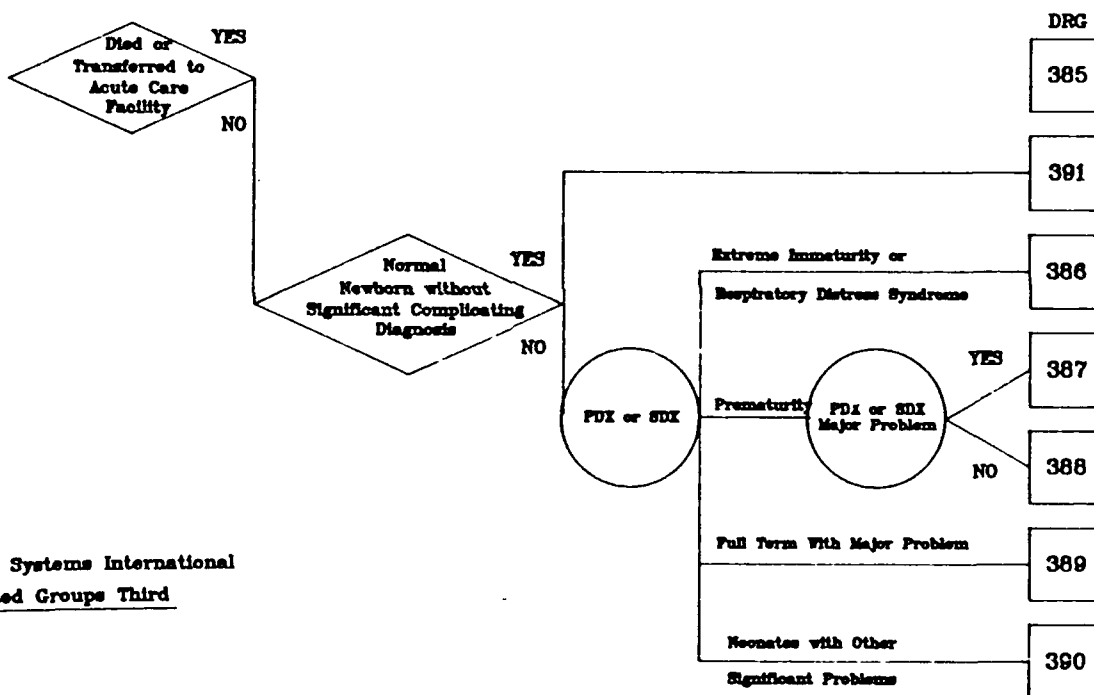 DRG
Died or
Transferred to
Acute Care
Facility
YES
NO
385
391
Normal
Newborn without
Significant Complicating
Diagnosis
YES
NO
Extreme Immaturity or
Respiratory Distress Syndrome
386
PDX or SDX
Prematurity
PDX or SDX
Major Problem
YES
NO
387
388
Full Term With Major Problem
389
Neonates with Other
Significant Problems
390
Systems International
ed Groups Third